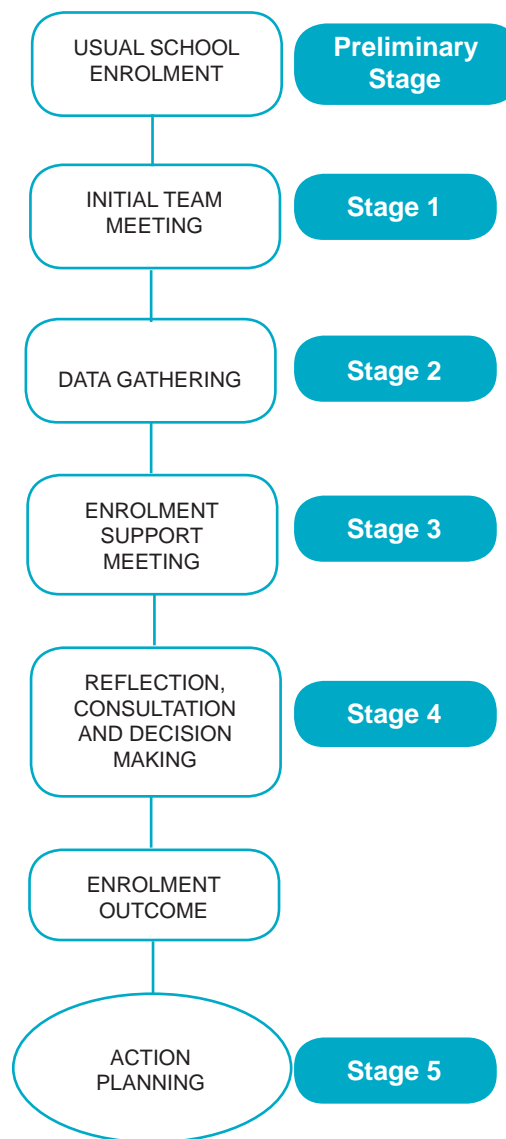 USUAL SCHOOL
ENROLMENT
Preliminary
Stage
INITIAL TEAM
MEETING
Stage 1
DATA GATHERING
Stage 2
ENROLMENT
SUPPORT
MEETING
Stage 3
REFLECTION,
CONSULTATION
AND DECISION
MAKING
Stage 4
ENROLMENT
OUTCOME
ACTION
PLANNING
Stage 5